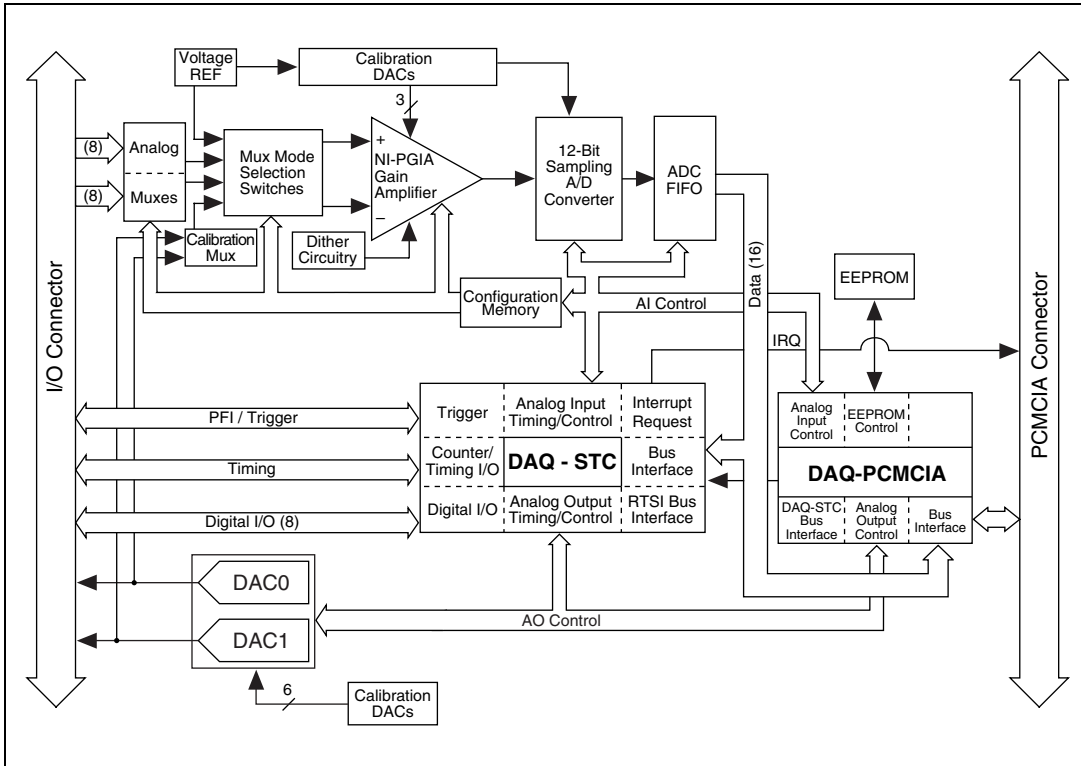 Voltage
REF
Calibration
DACs
3
(8)
(8)
Analog
Muxes
Mux Mode
Selection
Switches
+
NI-PGIA
Gain
Amplifier
–
12-Bit
Sampling
A/D
Converter
ADC
FIFO
Calibration
Mux
Dither
Circuitry
Configuration
Memory
AI Control
Data (16)
EEPROM
IRQ
I/O Connector
PCMCIA Connector
PFI / Trigger
Timing
Digital I/O (8)
Trigger
Analog Input
Timing/Control
Interrupt
Request
Counter/
Timing I/O
DAQ - STC
Bus
Interface
Digital I/O
Analog Output
Timing/Control
RTSI Bus
Interface
Analog
Input
Control
EEPROM
Control
DAQ-PCMCIA
DAQ-STC
Bus
Interface
Analog
Output
Control
Bus
Interface
DAC0
DAC1
AO Control
6
Calibration
DACs